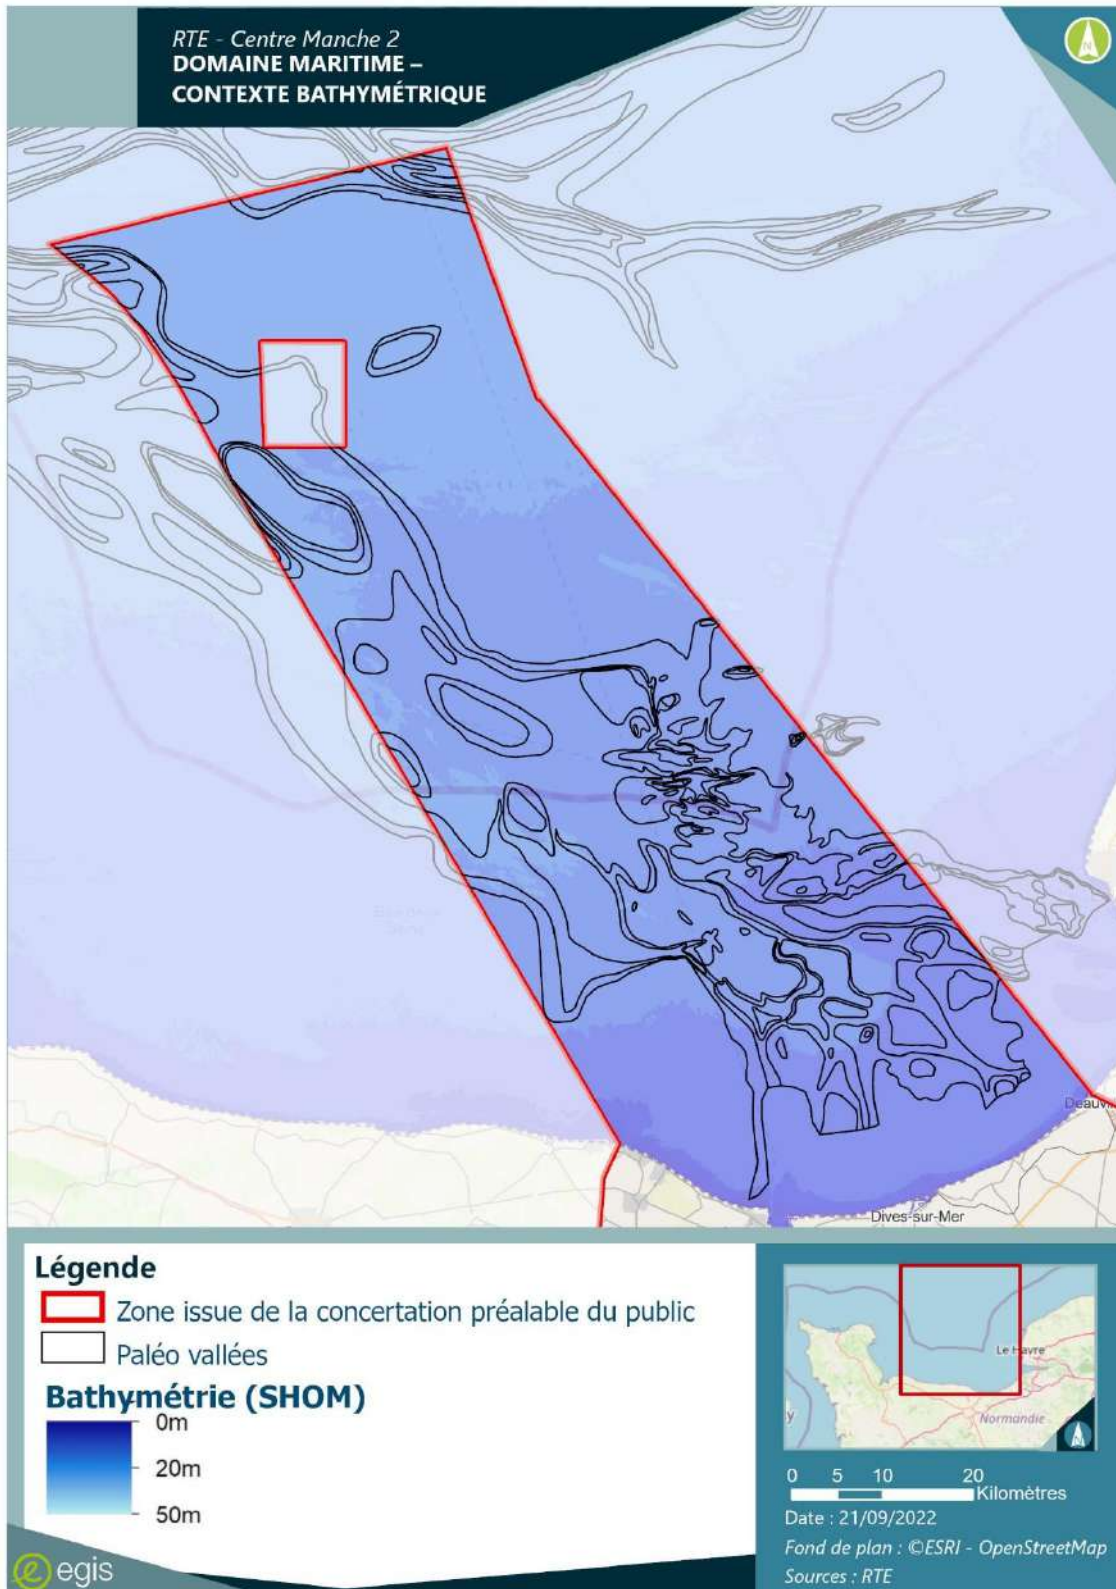 RTE - Centre Manche 2
DOMAINE MARITIME –
CONTEXTE BATHYMÉTRIQUE
N
Deauvi
Dives-sur-Mer
Légende
Zone issue de la concertation préalable du public
Paléo vallées
Bathymétrie (SHOM)
0m
20m
50m
Le Havre
Normandie
y
N
0 5 10 20
Kilomètres
Date : 21/09/2022
Fond de plan : ©ESRI - OpenStreetMap
Sources : RTE
egis